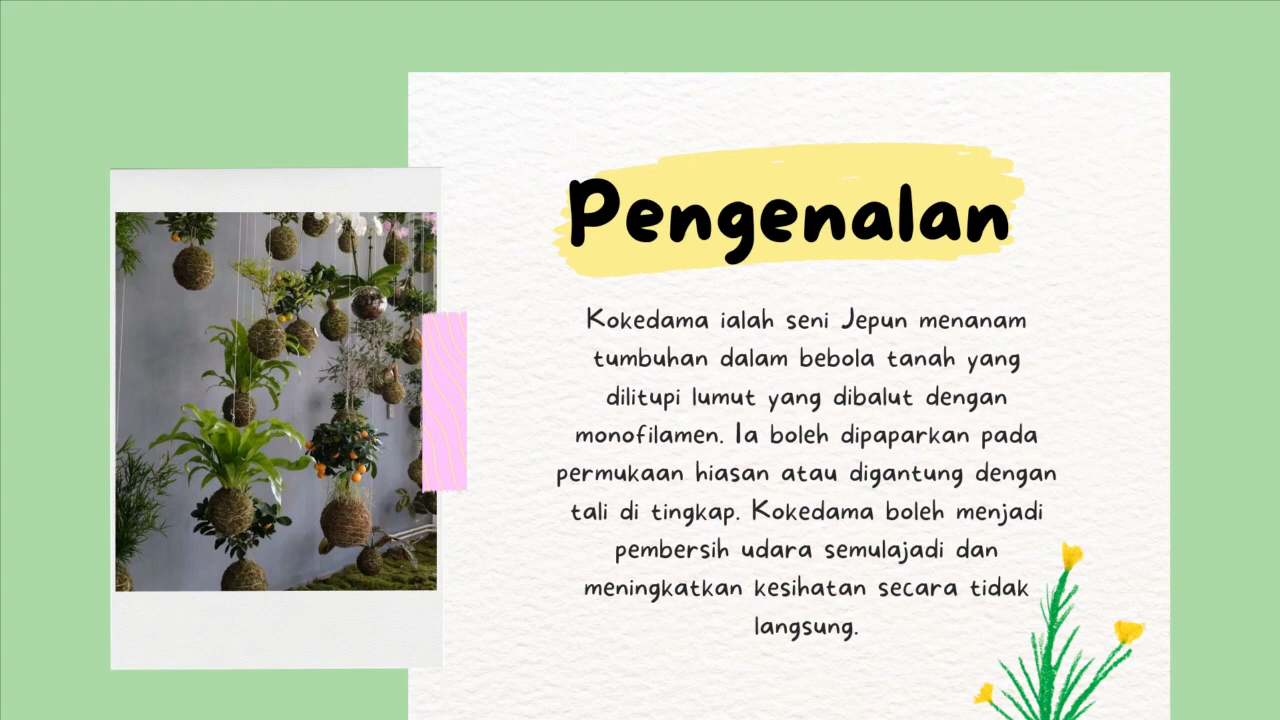 Pengenalan
Kokedama ialah seni Jepun menanam
tumbuhan dalam bebola tanah yang
dilitupi lumut yang dibalut dengan
monofilamen. Ia boleh dipaparkan pada
permukaan hiasan atau digantung dengan
tali di tingkap. Kokedama boleh menjadi
pembersih udara semulajadi dan
meningkatkan kesihatan secara tidak
langsung.